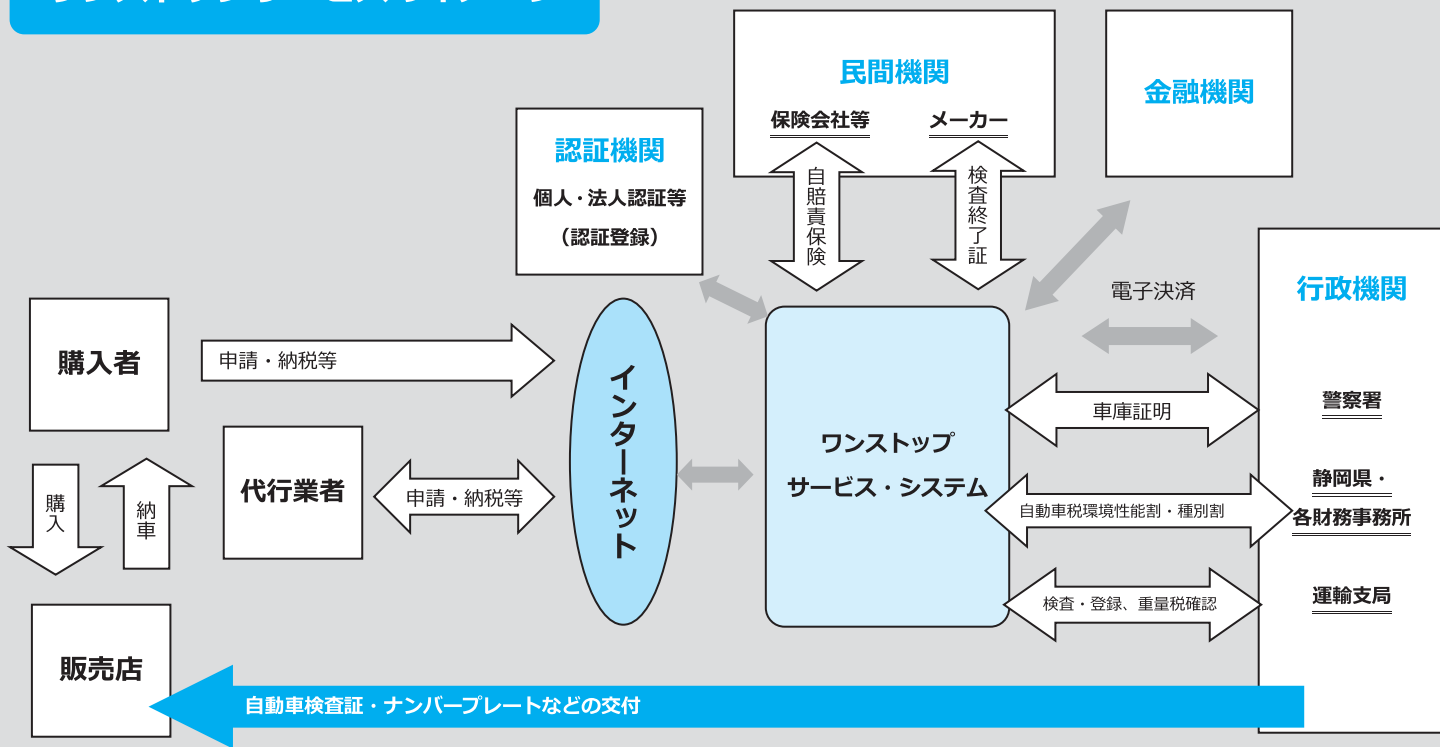 民間機関
保険会社等
メーカー
金融機関
認証機関
個人・法人認証等
（認証登録）
自賠責保険
検査終了証
電子決済
行政機関
購入者
申請・納税等
インターネット
ワンストップ
サービス・システム
車庫証明
警察署
代行業者
申請・納税等
自動車税環境性能割・種別割
静岡県・
各財務事務所
購入
納車
検査・登録、重量税確認
運輸支局
販売店
自動車検査証・ナンバープレートなどの交付